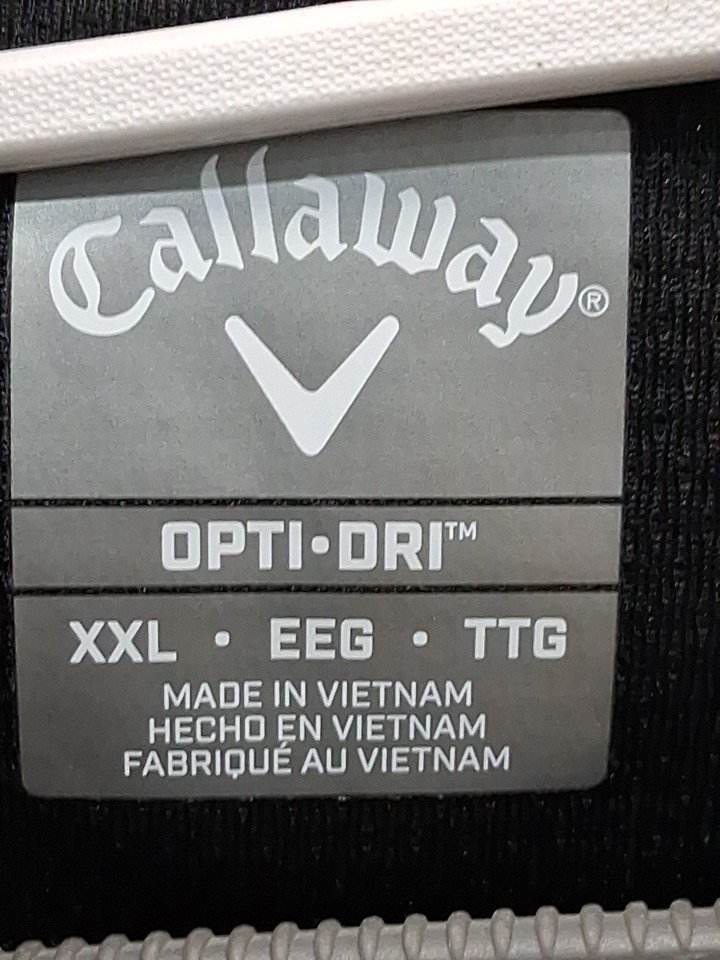 Callaway®
OPTI•DRI™
XXL • EEG • TTG
MADE IN VIETNAM
HECHO EN VIETNAM
FABRIQUÉ AU VIETNAM